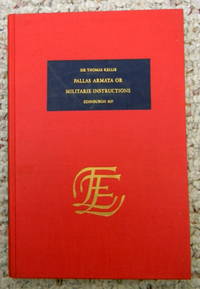 SIR THOMAS KELLIE
PALLAS ARMATA OR
MILITARIE INSTRUCTIONS
EDINBURGH 1627